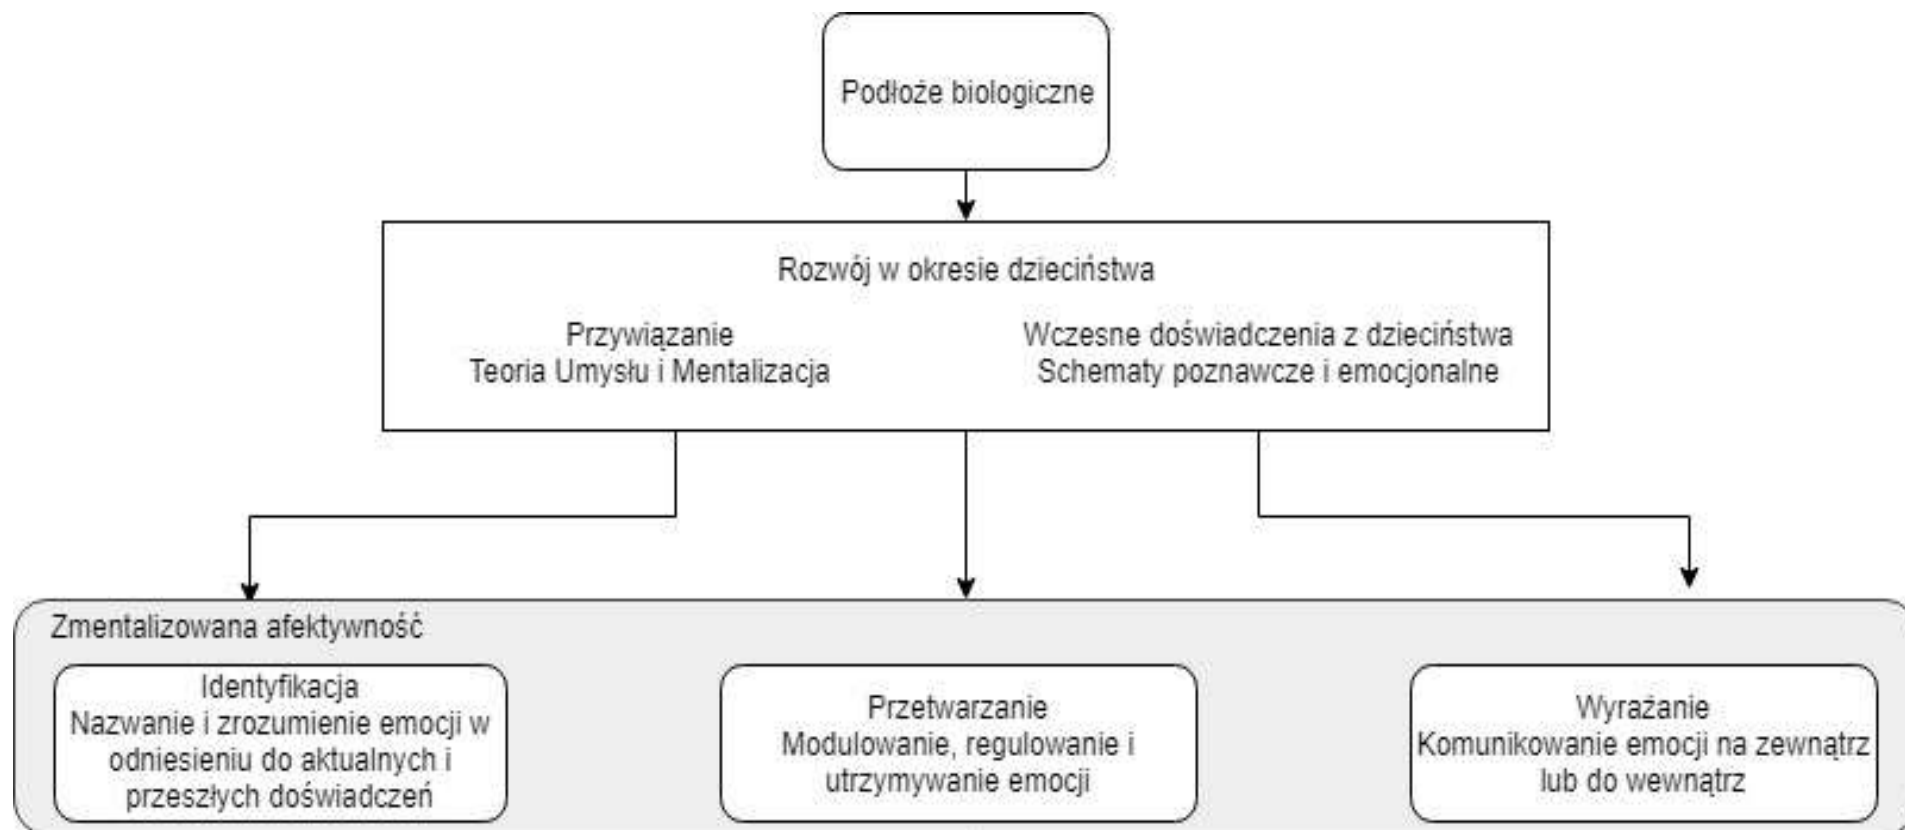 Podłoże biologiczne
Rozwój w okresie dzieciństwa
Przywiązanie
Teoria Umysłu i Mentalizacja
Wczesne doświadczenia z dzieciństwa
Schematy poznawcze i emocjonalne
Zmentalizowana afektywność
Identyfikacja
Nazwanie i zrozumienie emocji w
odniesieniu do aktualnych i
przeszłych doświadczeń
Przetwarzanie
Modulowanie, regulowanie i
utrzymywanie emocji
Wyrażanie
Komunikowanie emocji na zewnątrz
lub do wewnątrz